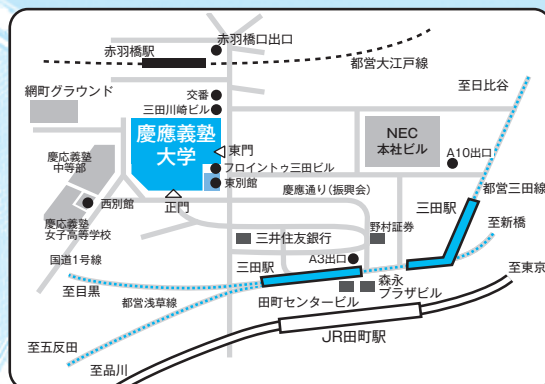 赤羽橋口出口
赤羽橋駅
都営大江戸線
至日比谷
網町グラウンド
交番
三田川崎ビル
慶應義塾
大学
東門
NEC
本社ビル
A10出口
慶応義塾
中等部
フロイントゥ三田ビル
東別館
慶應通り(振興会)
都営三田線
西別館
正門
三田駅
慶応義塾
女子高等学校
三井住友銀行
野村証券
至新橋
国道1号線
三田駅
A3出口
至東京
至目黒
都営浅草線
田町センタービル
森永
プラザビル
JR田町駅
至五反田
至品川